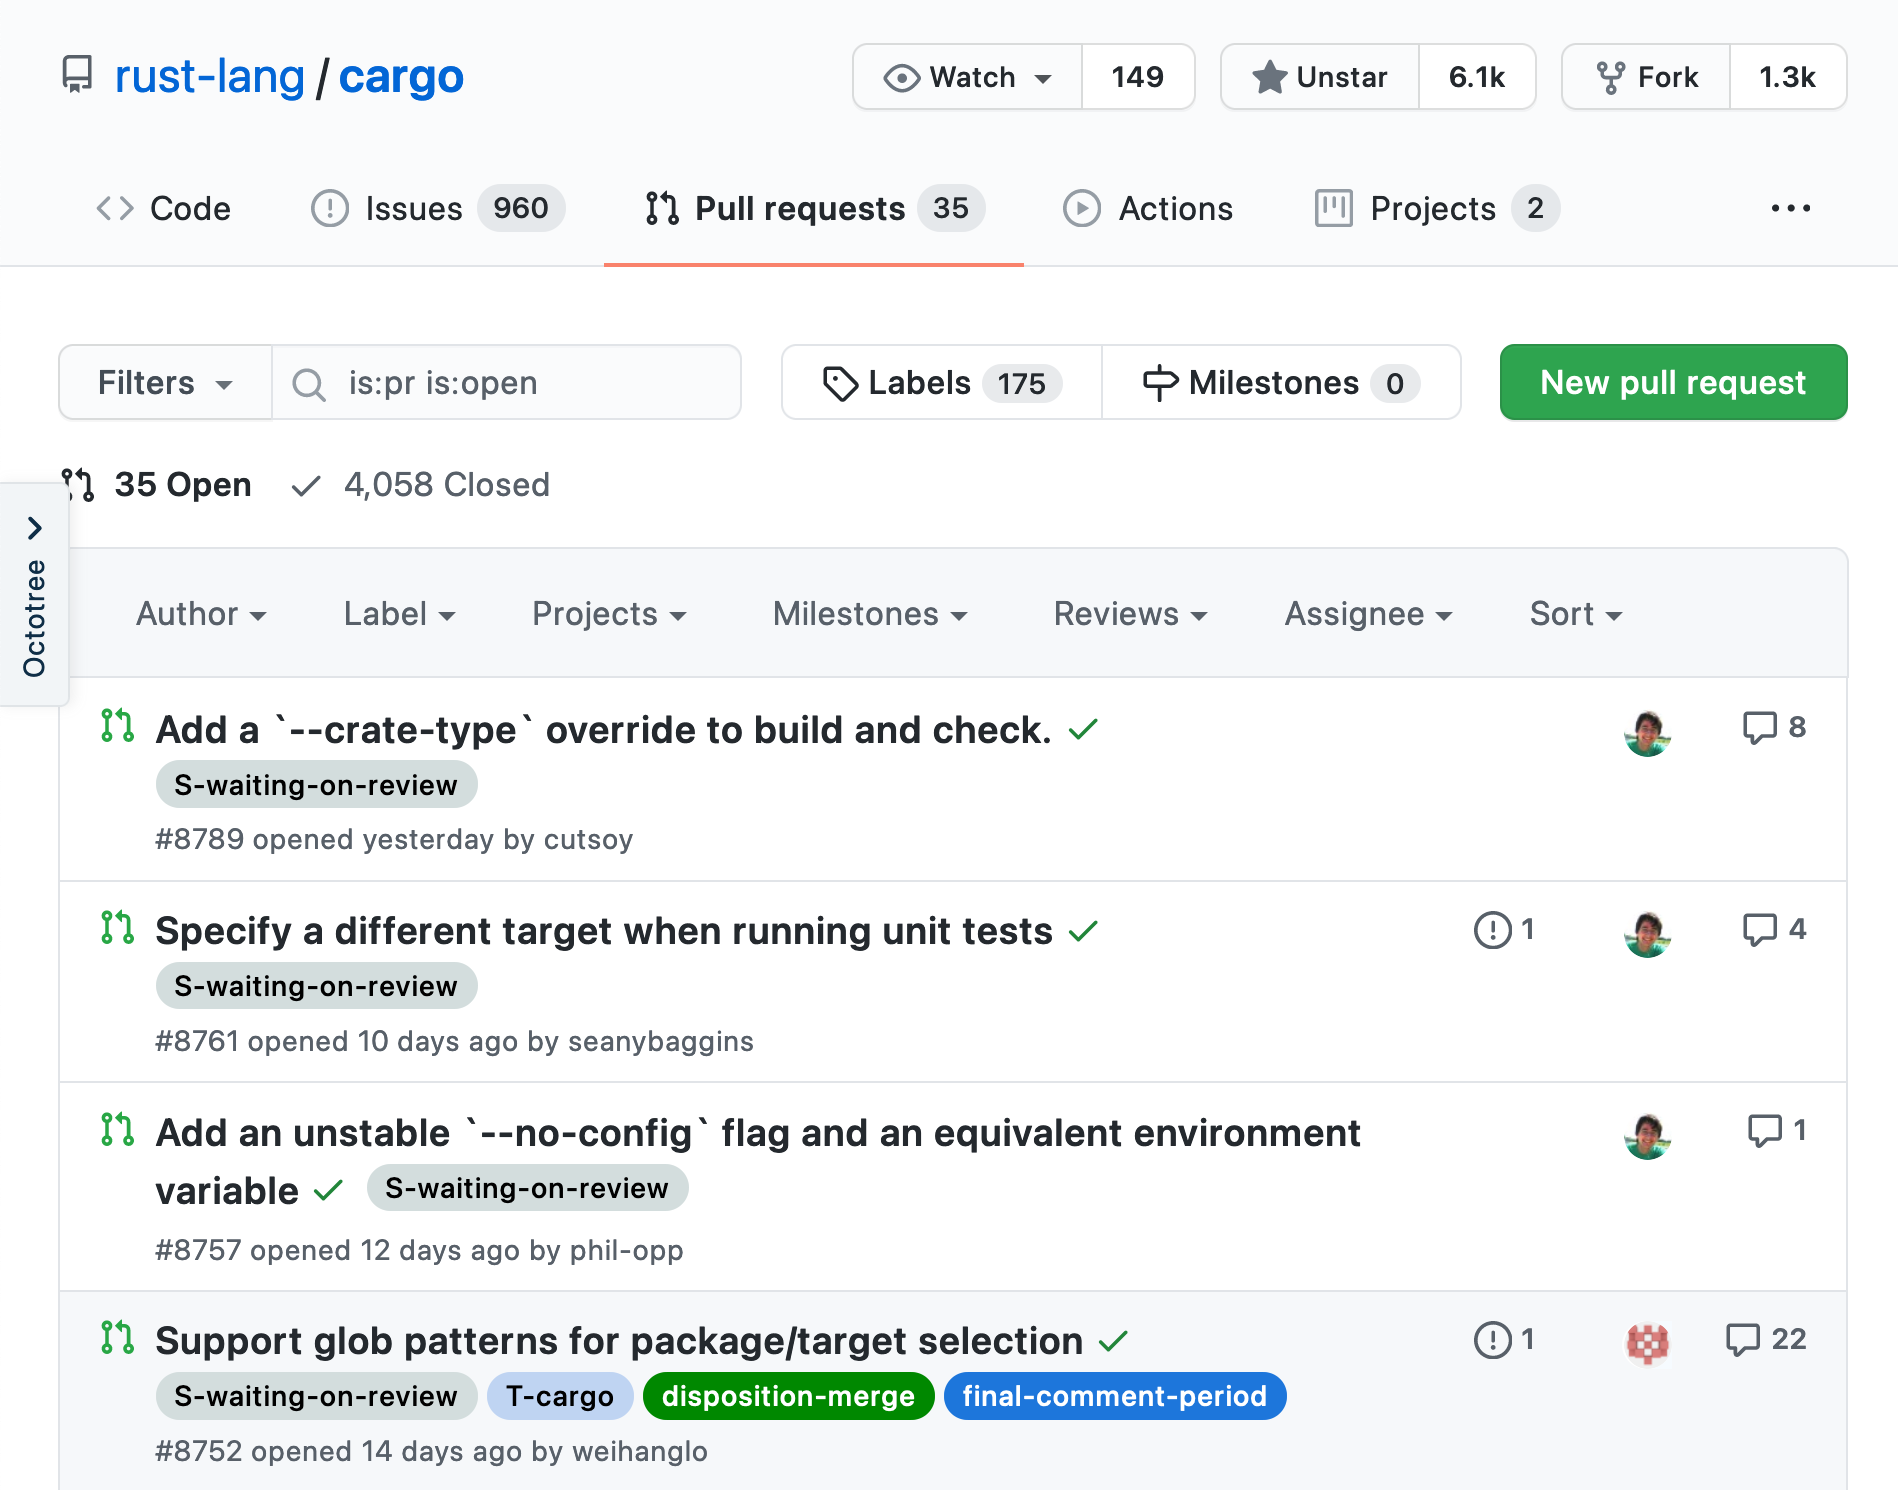 rust-lang / cargo
Watch 149
Unstar 6.1k
Fork 1.3k
Code
Issues 960
Pull requests 35
Actions
Projects 2
Filters
is:pr is:open
Labels 175
Milestones 0
New pull request
35 Open
4,058 Closed
Octotree
Author
Label
Projects
Milestones
Reviews
Assignee
Sort
Add a `--crate-type` override to build and check.
8
S-waiting-on-review
#8789 opened yesterday by cutsoy
Specify a different target when running unit tests
1
4
S-waiting-on-review
#8761 opened 10 days ago by seanybaggins
Add an unstable `--no-config` flag and an equivalent environment
1
variable S-waiting-on-review
#8757 opened 12 days ago by phil-opp
Support glob patterns for package/target selection
1
22
S-waiting-on-review T-cargo disposition-merge final-comment-period
#8752 opened 14 days ago by weihanglo